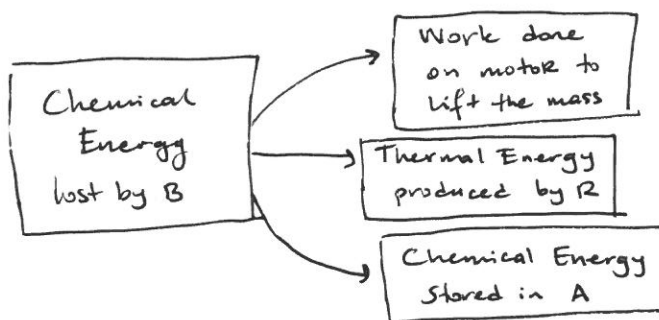 Chemical
Energy
lost by B
Work done
on motor to
lift the mass
Thermal Energy
produced by R
Chemical Energy
Stored in A